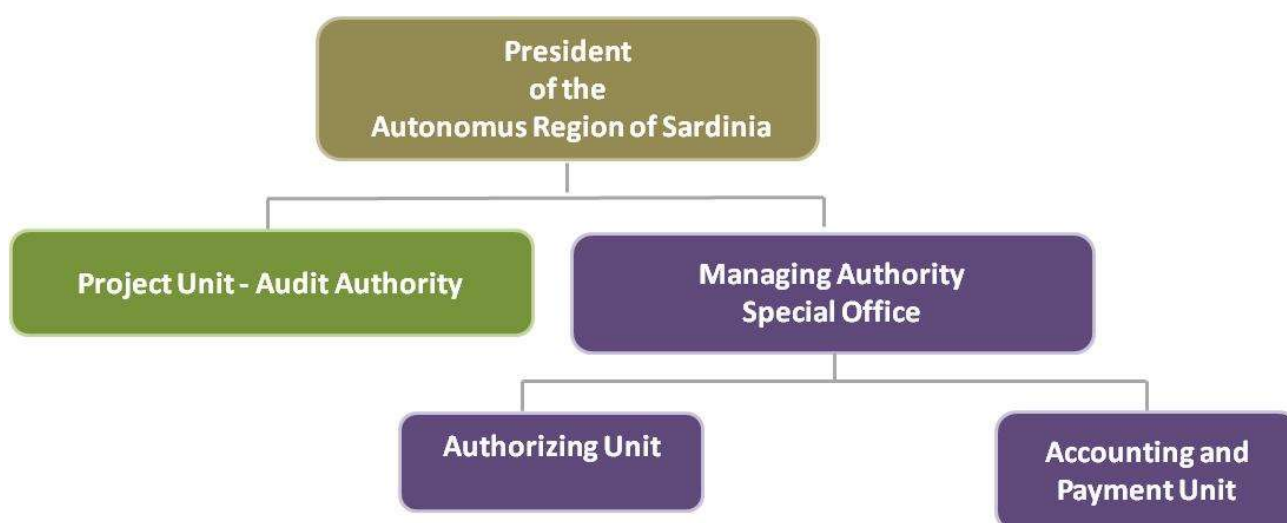 President
of the
Autonomus Region of Sardinia
Project Unit - Audit Authority
Managing Authority
Special Office
Authorizing Unit
Accounting and
Payment Unit